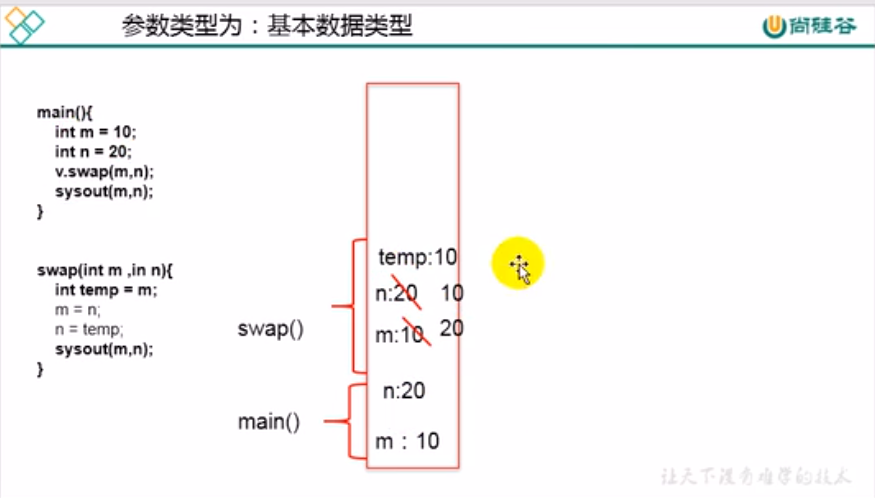 参数类型为：基本数据类型
尚硅谷
main(){
int m = 10;
int n = 20;
v.swap(m,n);
sysout(m,n);
}
swap(int m ,in n){
int temp = m;
m = n;
n = temp;
sysout(m,n);
}
temp:10
n:20 10
swap()
m:10 20
n:20
main()
m：10
让天下没有难学的技术